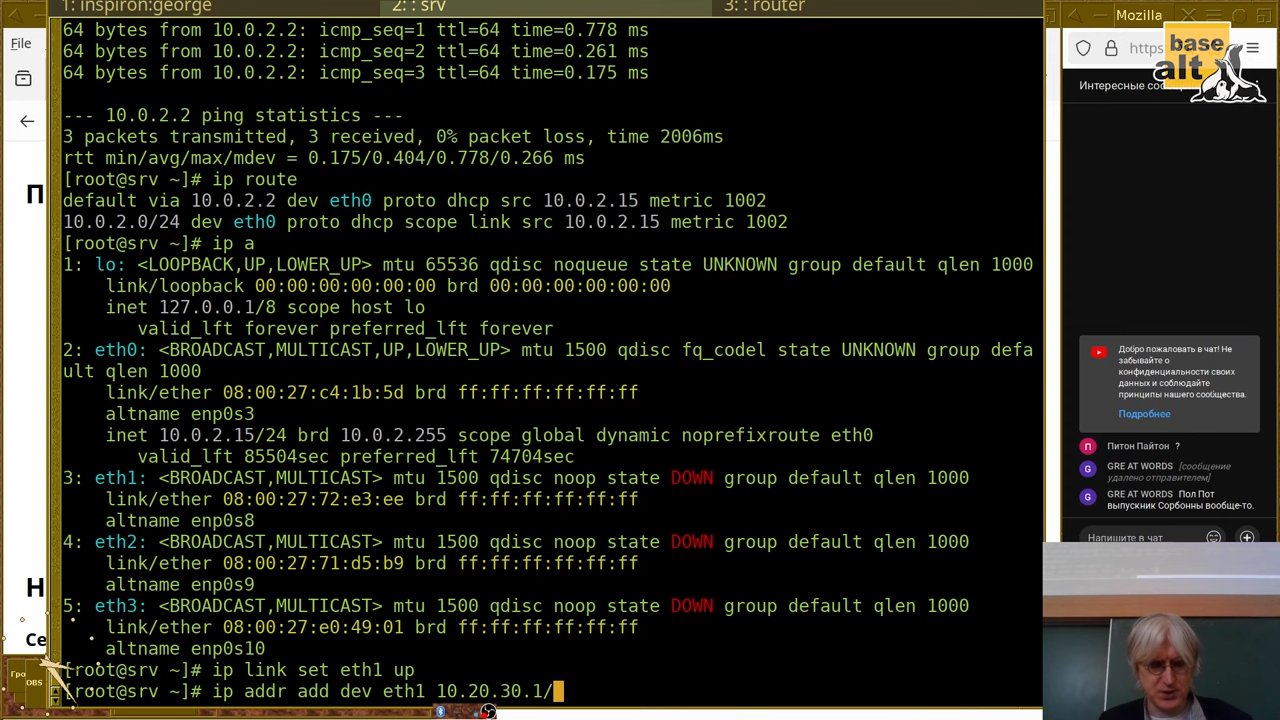 1: inspiron:george
2: : srv
3: : router
64 bytes from 10.0.2.2: icmp_seq=1 ttl=64 time=0.778 ms
64 bytes from 10.0.2.2: icmp_seq=2 ttl=64 time=0.261 ms
64 bytes from 10.0.2.2: icmp_seq=3 ttl=64 time=0.175 ms
--- 10.0.2.2 ping statistics ---
3 packets transmitted, 3 received, 0% packet loss, time 2006ms
rtt min/avg/max/mdev = 0.175/0.404/0.778/0.266 ms
[root@srv ~]# ip route
default via 10.0.2.2 dev eth0 proto dhcp src 10.0.2.15 metric 1002
10.0.2.0/24 dev eth0 proto dhcp scope link src 10.0.2.15 metric 1002
[root@srv ~]# ip a
1: lo: <LOOPBACK,UP,LOWER_UP> mtu 65536 qdisc noqueue state UNKNOWN group default qlen 1000
link/loopback 00:00:00:00:00:00 brd 00:00:00:00:00:00
inet 127.0.0.1/8 scope host lo
valid_lft forever preferred_lft forever
2: eth0: <BROADCAST,MULTICAST,UP,LOWER_UP> mtu 1500 qdisc fq_codel state UNKNOWN group defa
ult qlen 1000
link/ether 08:00:27:c4:1b:5d brd ff:ff:ff:ff:ff:ff
altname enp0s3
inet 10.0.2.15/24 brd 10.0.2.255 scope global dynamic noprefixroute eth0
valid_lft 85504sec preferred_lft 74704sec
3: eth1: <BROADCAST,MULTICAST> mtu 1500 qdisc noop state DOWN group default qlen 1000
link/ether 08:00:27:72:e3:ee brd ff:ff:ff:ff:ff:ff
altname enp0s8
4: eth2: <BROADCAST,MULTICAST> mtu 1500 qdisc noop state DOWN group default qlen 1000
link/ether 08:00:27:71:d5:b9 brd ff:ff:ff:ff:ff:ff
altname enp0s9
5: eth3: <BROADCAST,MULTICAST> mtu 1500 qdisc noop state DOWN group default qlen 1000
link/ether 08:00:27:e0:49:01 brd ff:ff:ff:ff:ff:ff
altname enp0s10
[root@srv ~]# ip link set eth1 up
[root@srv ~]# ip addr add dev eth1 10.20.30.1/
File
П
Н
Се
Гро
OBS
Mozilla
https
base
alt
Интересные соо
Добро пожаловать в чат! Не
забывайте о
конфиденциальности своих
данных и соблюдайте
принципы нашего сообщества.
Подробнее
П Питон Пайтон ?
G GRE AT WORDS [сообщение
удалено отправителем]
G GRE AT WORDS Пол Пот
выпускник Сорбонны вообще-то.
Напишите в чат